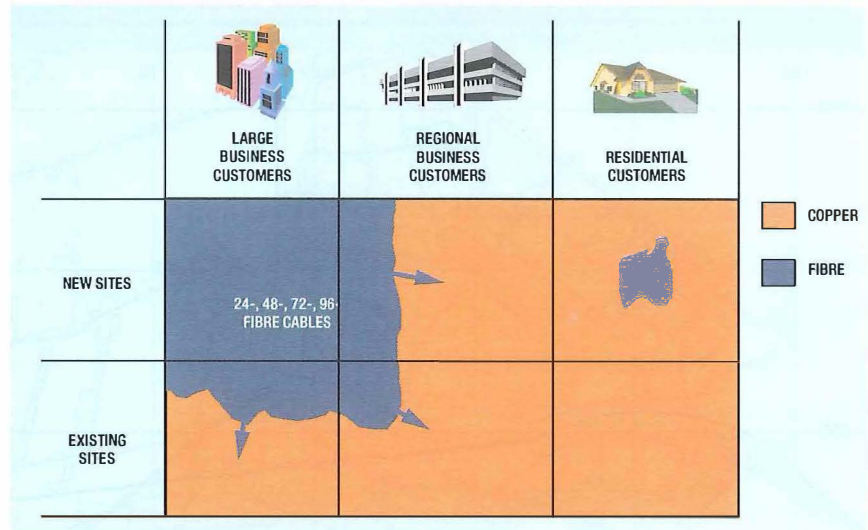 LARGE
BUSINESS
CUSTOMERS
REGIONAL
BUSINESS
CUSTOMERS
RESIDENTIAL
CUSTOMERS
COPPER
FIBRE
NEW SITES
24-, 48-, 72-, 96-
FIBRE CABLES
EXISTING
SITES